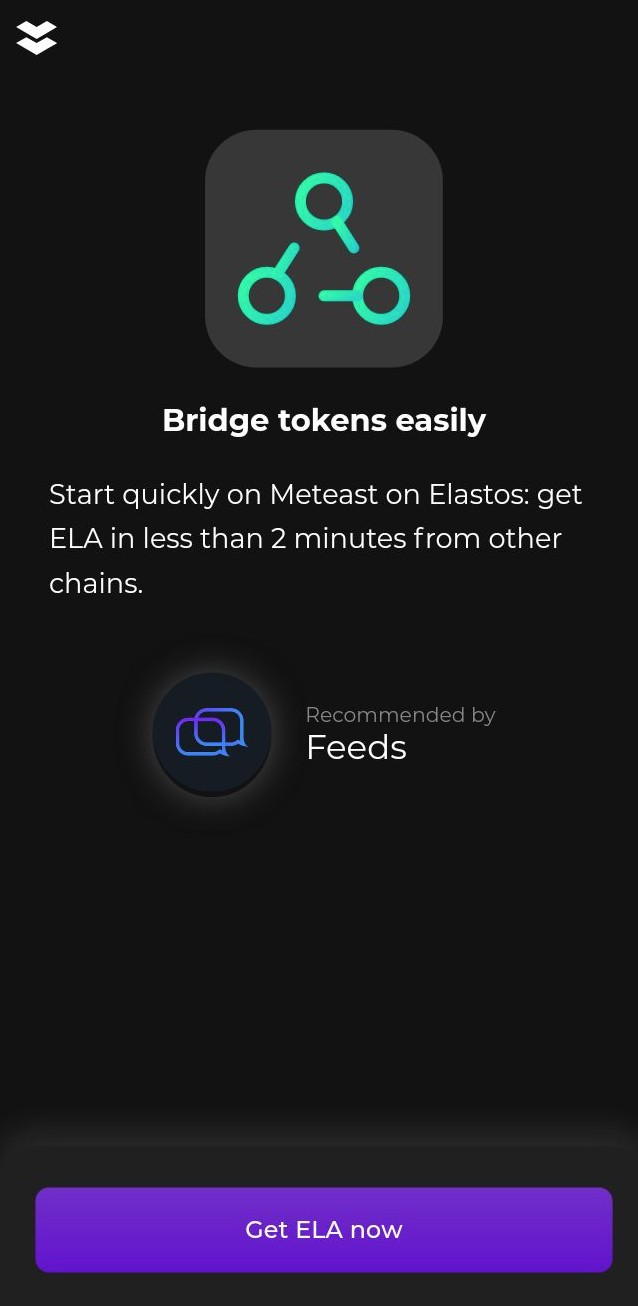 Bridge tokens easily
Start quickly on Meteast on Elastos: get
ELA in less than 2 minutes from other
chains.
Recommended by
Feeds
Get ELA now